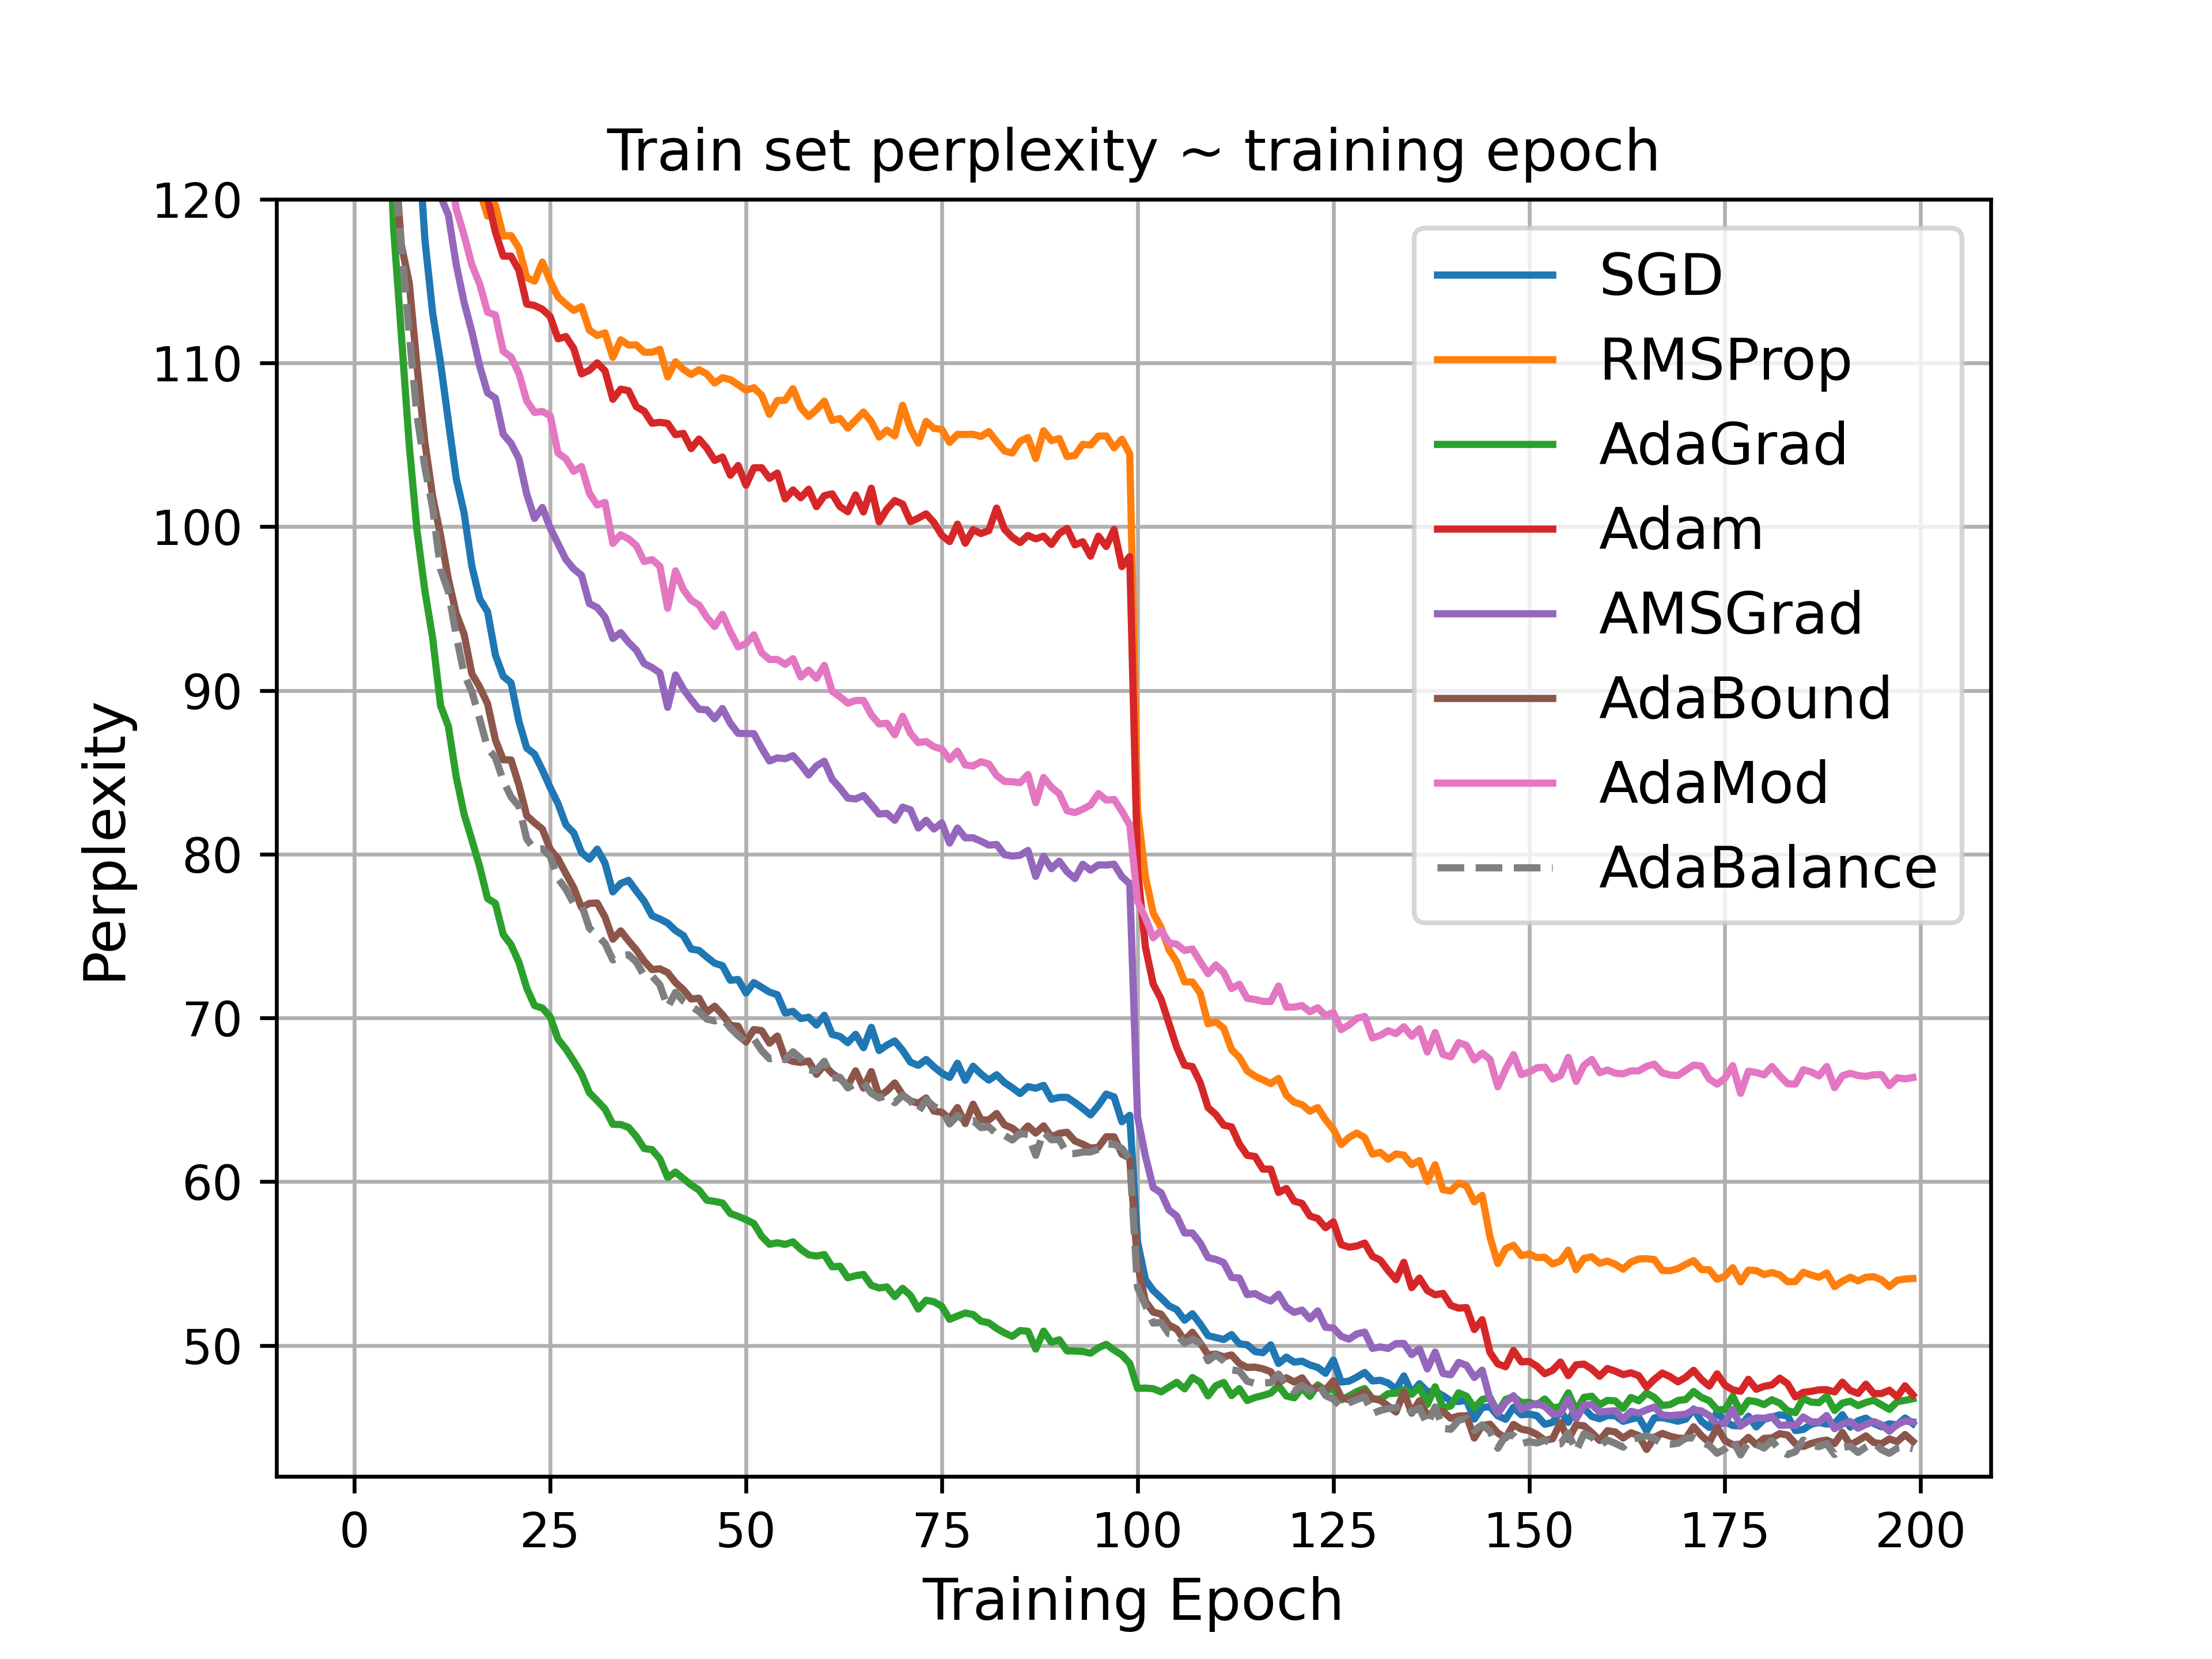 Train set perplexity ~ training epoch
120
110
100
90
80
70
60
50
Perplexity
SGD
RMSProp
AdaGrad
Adam
AMSGrad
AdaBound
AdaMod
AdaBalance
0 25 50 75 100 125 150 175 200
Training Epoch